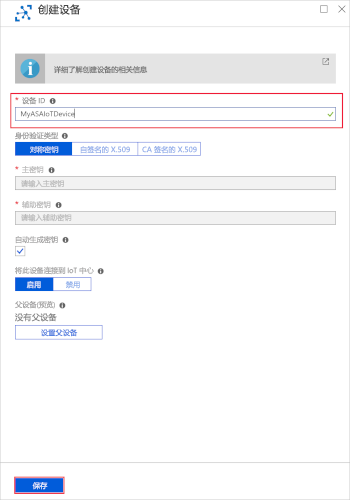 创建设备
详细了解创建设备的相关信息
* 设备 ID
MyASAIoTDevice
身份验证类型
对称密钥 自签名的 X.509 CA 签名的 X.509
* 主密钥
请输入主密钥
* 辅助密钥
请输入辅助密钥
自动生成密钥
将此设备连接到 IoT 中心
启用 禁用
父设备(预览)
没有父设备
设置父设备
保存